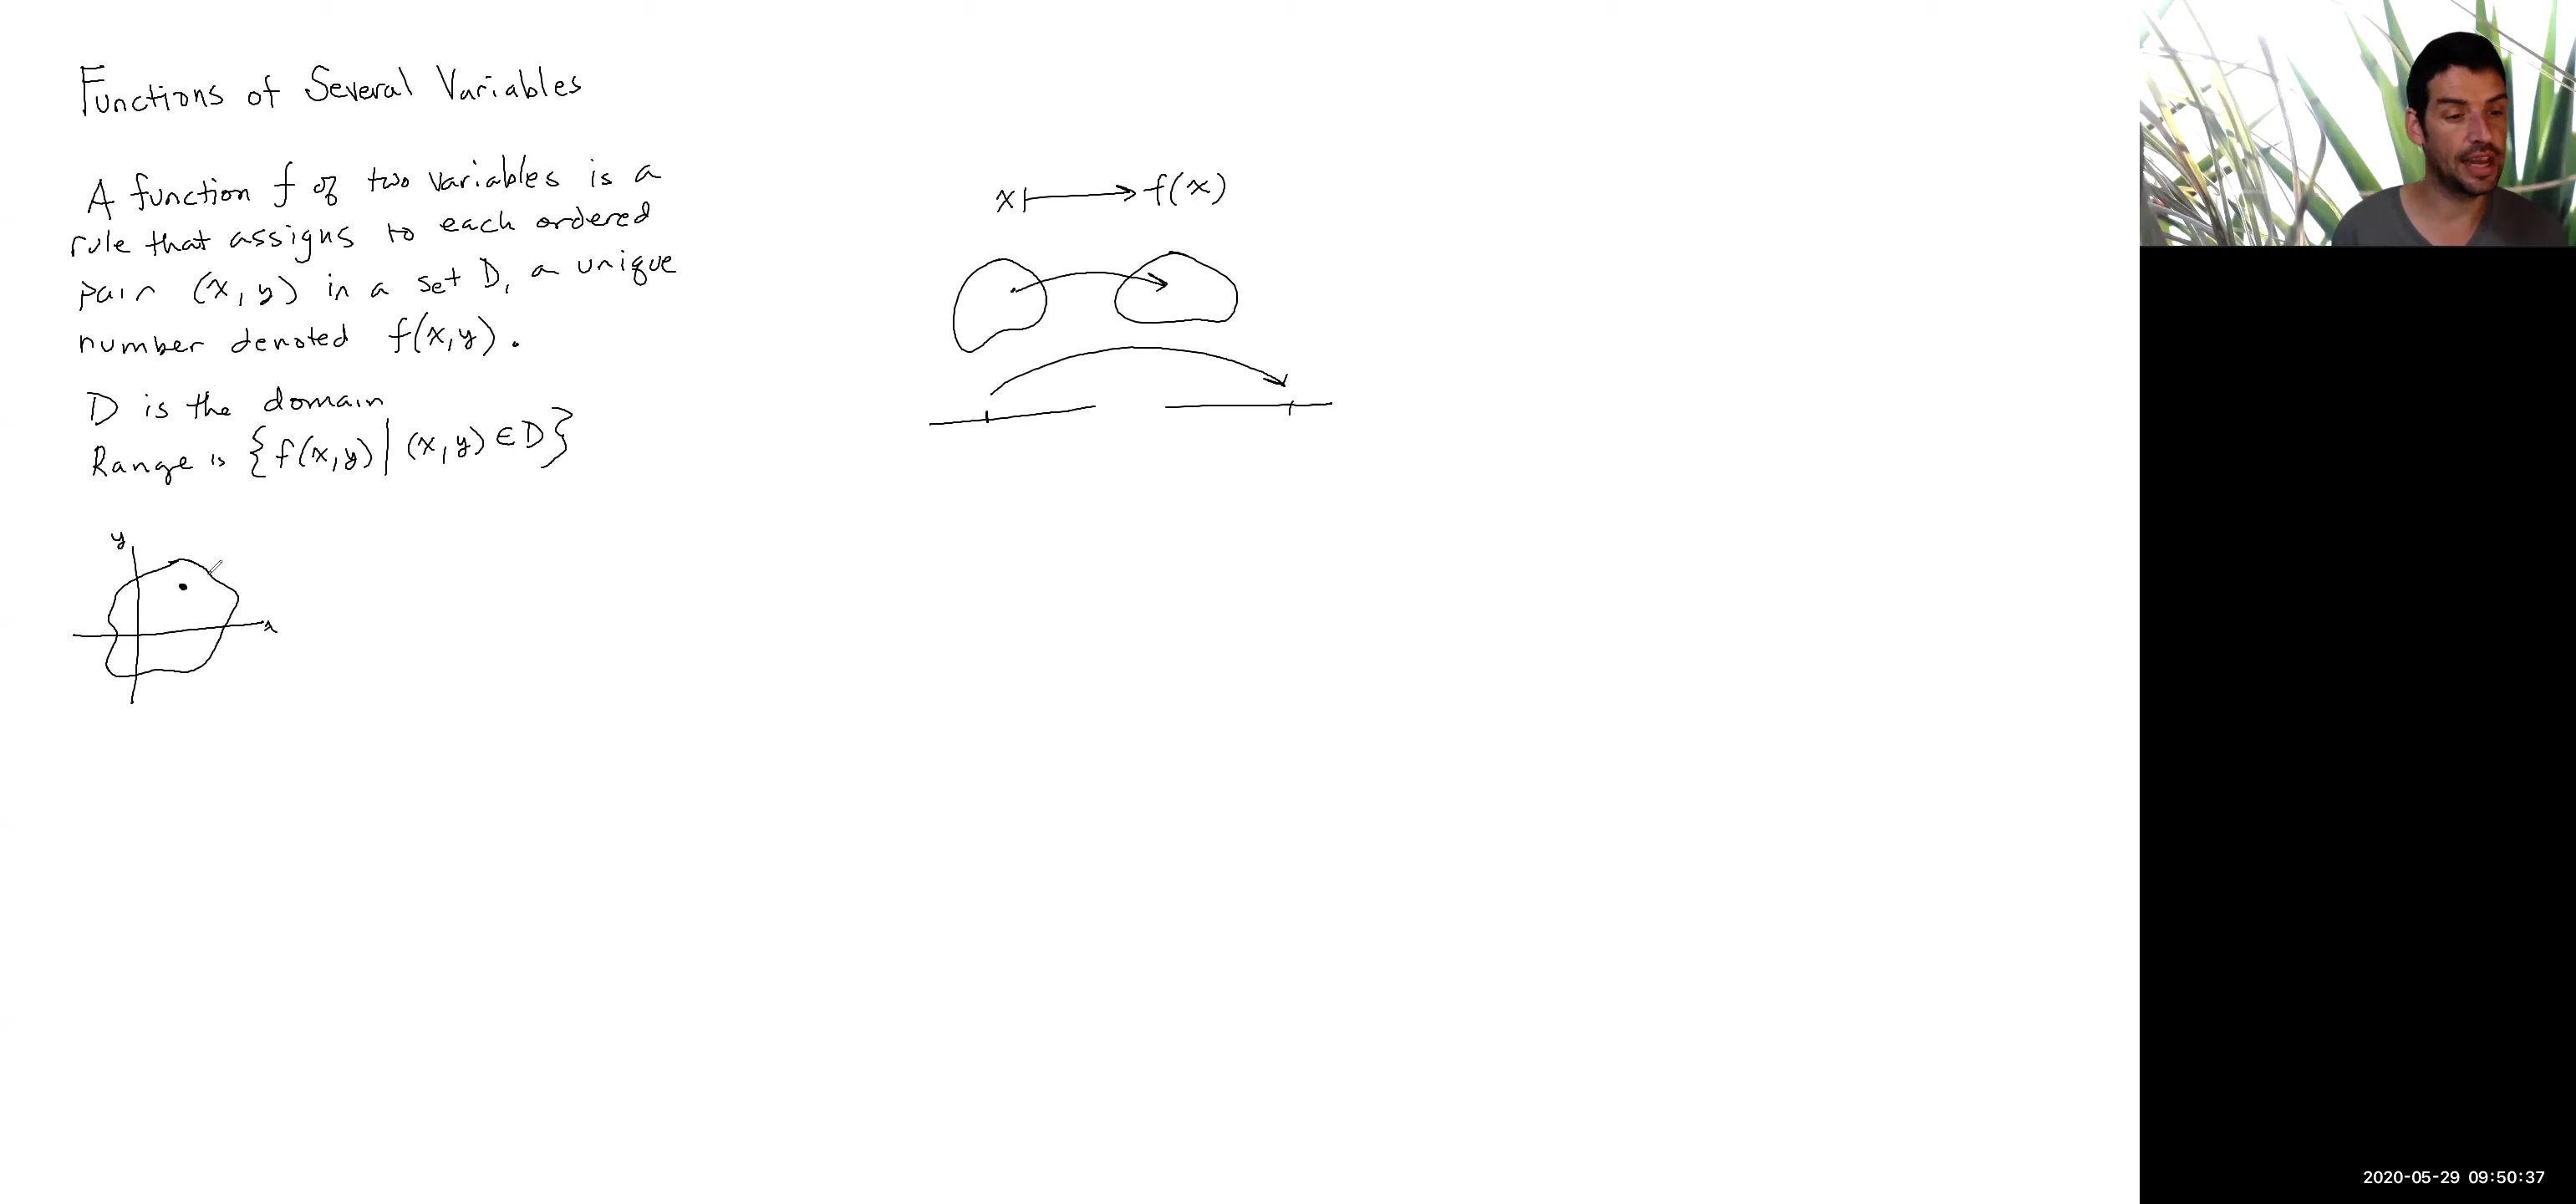 Functions of Several Variables
A function f of two variables is a
rule that assigns to each ordered
pair (x, y) in a set D, a unique
number denoted f(x,y).
D is the domain
Range is {f(x,y) | (x,y) ∈ D}
y
x
x ↦ f(x)
2020-05-29 09:50:37